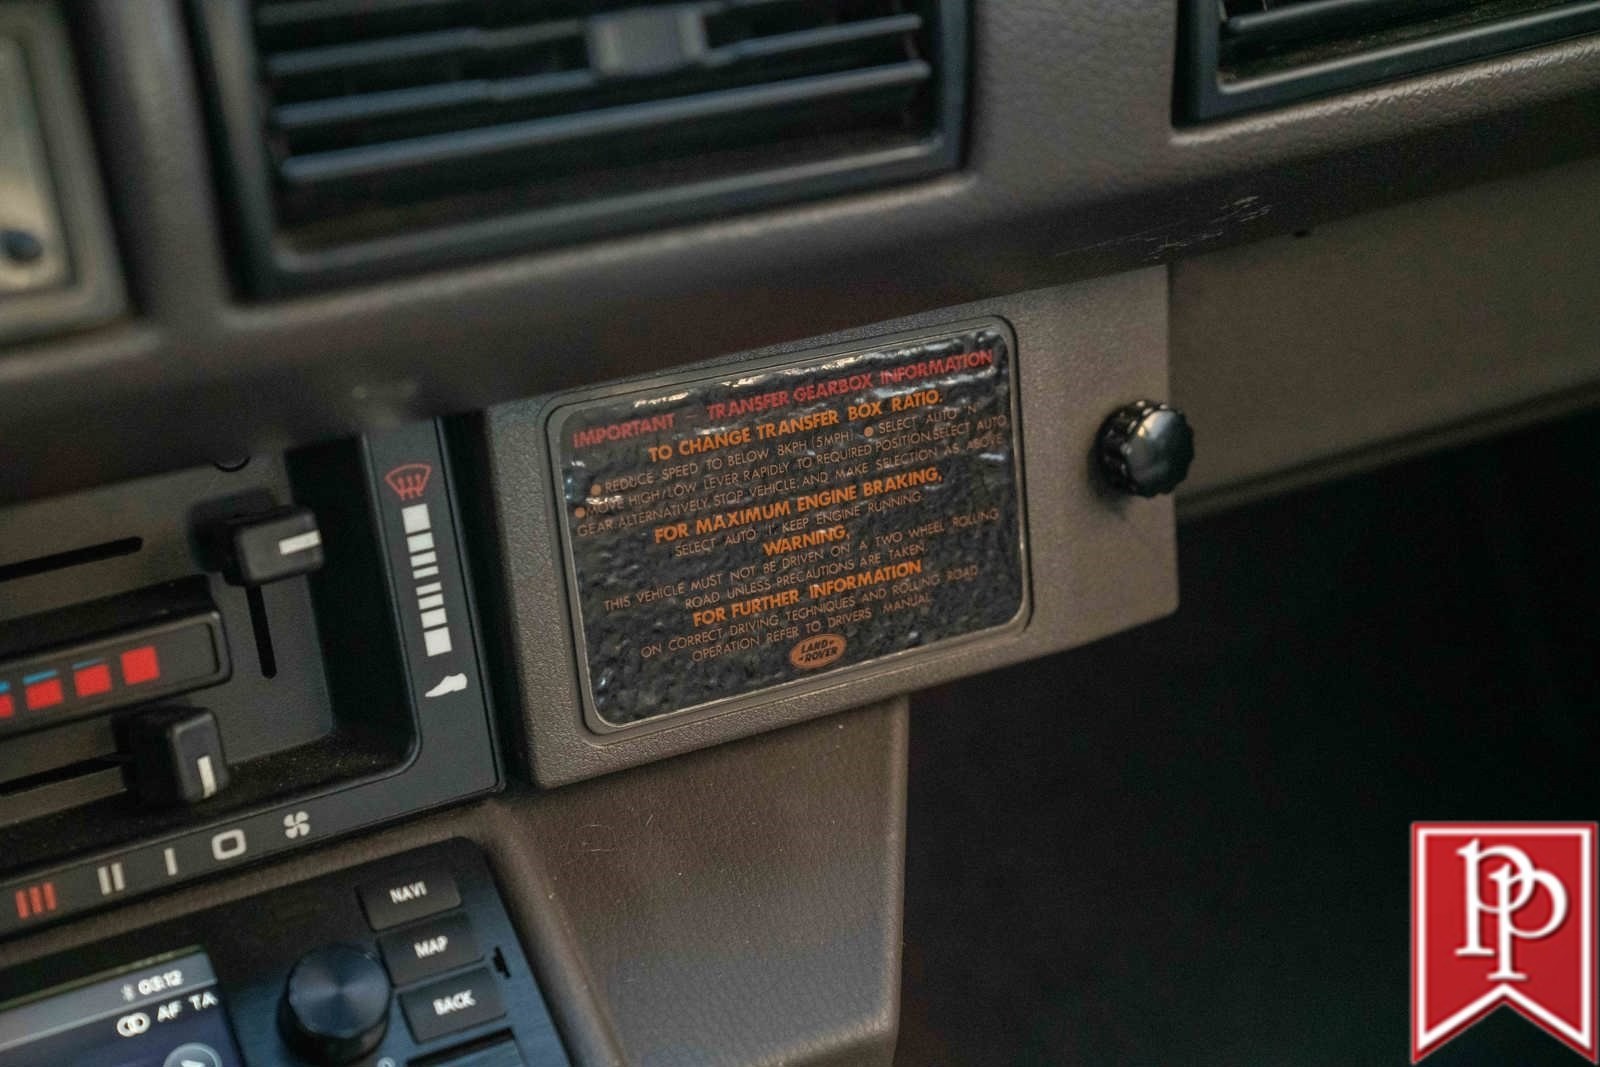 IMPORTANT - TRANSFER GEARBOX INFORMATION
TO CHANGE TRANSFER BOX RATIO.
● REDUCE SPEED TO BELOW 8KPH (5MPH) ● SELECT AUTO 'N'
● MOVE HIGH/LOW LEVER RAPIDLY TO REQUIRED POSITION.SELECT AUTO
GEAR. ALTERNATIVELY, STOP VEHICLE AND MAKE SELECTION AS ABOVE.
FOR MAXIMUM ENGINE BRAKING,
SELECT AUTO '1' KEEP ENGINE RUNNING.
WARNING,
THIS VEHICLE MUST NOT BE DRIVEN ON A TWO WHEEL ROLLING
ROAD UNLESS PRECAUTIONS ARE TAKEN.
FOR FURTHER INFORMATION
ON CORRECT DRIVING TECHNIQUES AND ROLLING ROAD
OPERATION REFER TO DRIVERS MANUAL
LAND-
-ROVER
III II I O
NAVI
MAP
BACK
03:12
AF TA
pp